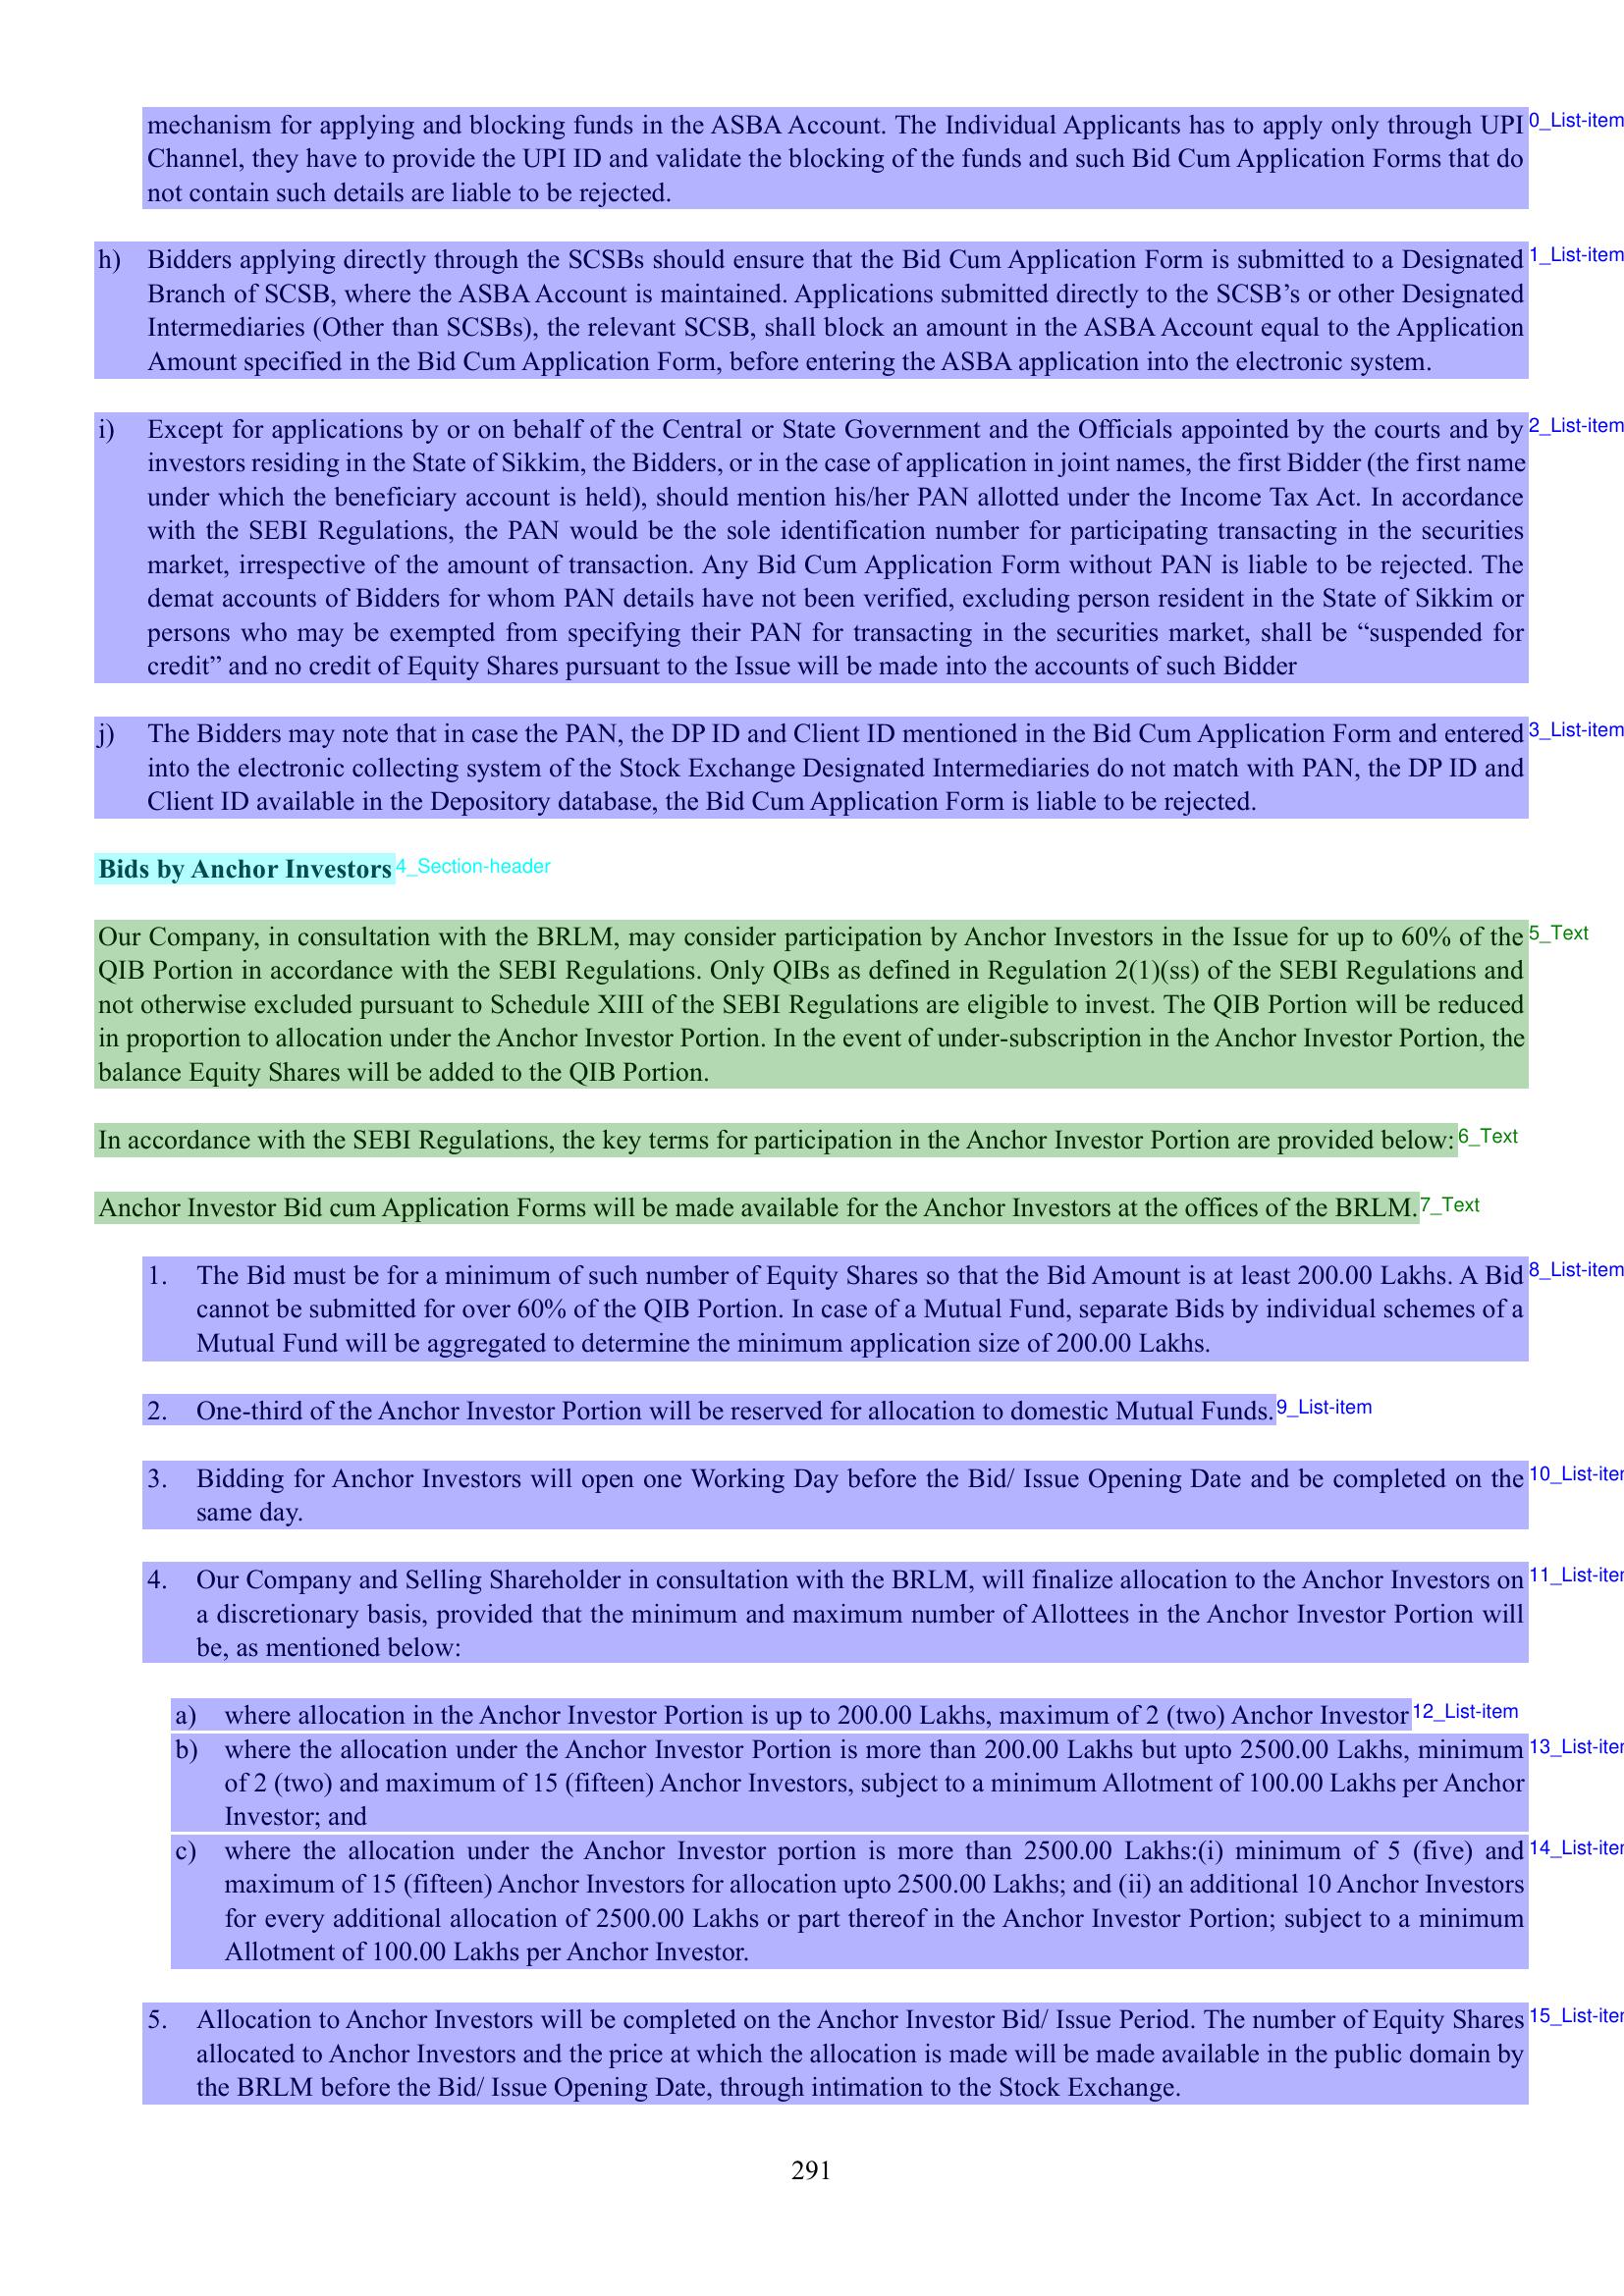 mechanism for applying and blocking funds in the ASBA Account. The Individual Applicants has to apply only through UPI 0_List-item
Channel, they have to provide the UPI ID and validate the blocking of the funds and such Bid Cum Application Forms that do
not contain such details are liable to be rejected.
h) Bidders applying directly through the SCSBs should ensure that the Bid Cum Application Form is submitted to a Designated 1_List-item
Branch of SCSB, where the ASBA Account is maintained. Applications submitted directly to the SCSB’s or other Designated
Intermediaries (Other than SCSBs), the relevant SCSB, shall block an amount in the ASBA Account equal to the Application
Amount specified in the Bid Cum Application Form, before entering the ASBA application into the electronic system.
i) Except for applications by or on behalf of the Central or State Government and the Officials appointed by the courts and by 2_List-item
investors residing in the State of Sikkim, the Bidders, or in the case of application in joint names, the first Bidder (the first name
under which the beneficiary account is held), should mention his/her PAN allotted under the Income Tax Act. In accordance
with the SEBI Regulations, the PAN would be the sole identification number for participating transacting in the securities
market, irrespective of the amount of transaction. Any Bid Cum Application Form without PAN is liable to be rejected. The
demat accounts of Bidders for whom PAN details have not been verified, excluding person resident in the State of Sikkim or
persons who may be exempted from specifying their PAN for transacting in the securities market, shall be “suspended for
credit” and no credit of Equity Shares pursuant to the Issue will be made into the accounts of such Bidder
j) The Bidders may note that in case the PAN, the DP ID and Client ID mentioned in the Bid Cum Application Form and entered 3_List-item
into the electronic collecting system of the Stock Exchange Designated Intermediaries do not match with PAN, the DP ID and
Client ID available in the Depository database, the Bid Cum Application Form is liable to be rejected.
Bids by Anchor Investors 4_Section-header
Our Company, in consultation with the BRLM, may consider participation by Anchor Investors in the Issue for up to 60% of the 5_Text
QIB Portion in accordance with the SEBI Regulations. Only QIBs as defined in Regulation 2(1)(ss) of the SEBI Regulations and
not otherwise excluded pursuant to Schedule XIII of the SEBI Regulations are eligible to invest. The QIB Portion will be reduced
in proportion to allocation under the Anchor Investor Portion. In the event of under-subscription in the Anchor Investor Portion, the
balance Equity Shares will be added to the QIB Portion.
In accordance with the SEBI Regulations, the key terms for participation in the Anchor Investor Portion are provided below: 6_Text
Anchor Investor Bid cum Application Forms will be made available for the Anchor Investors at the offices of the BRLM. 7_Text
1. The Bid must be for a minimum of such number of Equity Shares so that the Bid Amount is at least 200.00 Lakhs. A Bid 8_List-item
cannot be submitted for over 60% of the QIB Portion. In case of a Mutual Fund, separate Bids by individual schemes of a
Mutual Fund will be aggregated to determine the minimum application size of 200.00 Lakhs.
2. One-third of the Anchor Investor Portion will be reserved for allocation to domestic Mutual Funds. 9_List-item
3. Bidding for Anchor Investors will open one Working Day before the Bid/ Issue Opening Date and be completed on the 10_List-iter
same day.
4. Our Company and Selling Shareholder in consultation with the BRLM, will finalize allocation to the Anchor Investors on 11_List-iter
a discretionary basis, provided that the minimum and maximum number of Allottees in the Anchor Investor Portion will
be, as mentioned below:
a) where allocation in the Anchor Investor Portion is up to 200.00 Lakhs, maximum of 2 (two) Anchor Investor 12_List-item
b) where the allocation under the Anchor Investor Portion is more than 200.00 Lakhs but upto 2500.00 Lakhs, minimum 13_List-iter
of 2 (two) and maximum of 15 (fifteen) Anchor Investors, subject to a minimum Allotment of 100.00 Lakhs per Anchor
Investor; and
c) where the allocation under the Anchor Investor portion is more than 2500.00 Lakhs:(i) minimum of 5 (five) and 14_List-iter
maximum of 15 (fifteen) Anchor Investors for allocation upto 2500.00 Lakhs; and (ii) an additional 10 Anchor Investors
for every additional allocation of 2500.00 Lakhs or part thereof in the Anchor Investor Portion; subject to a minimum
Allotment of 100.00 Lakhs per Anchor Investor.
5. Allocation to Anchor Investors will be completed on the Anchor Investor Bid/ Issue Period. The number of Equity Shares 15_List-iter
allocated to Anchor Investors and the price at which the allocation is made will be made available in the public domain by
the BRLM before the Bid/ Issue Opening Date, through intimation to the Stock Exchange.
291